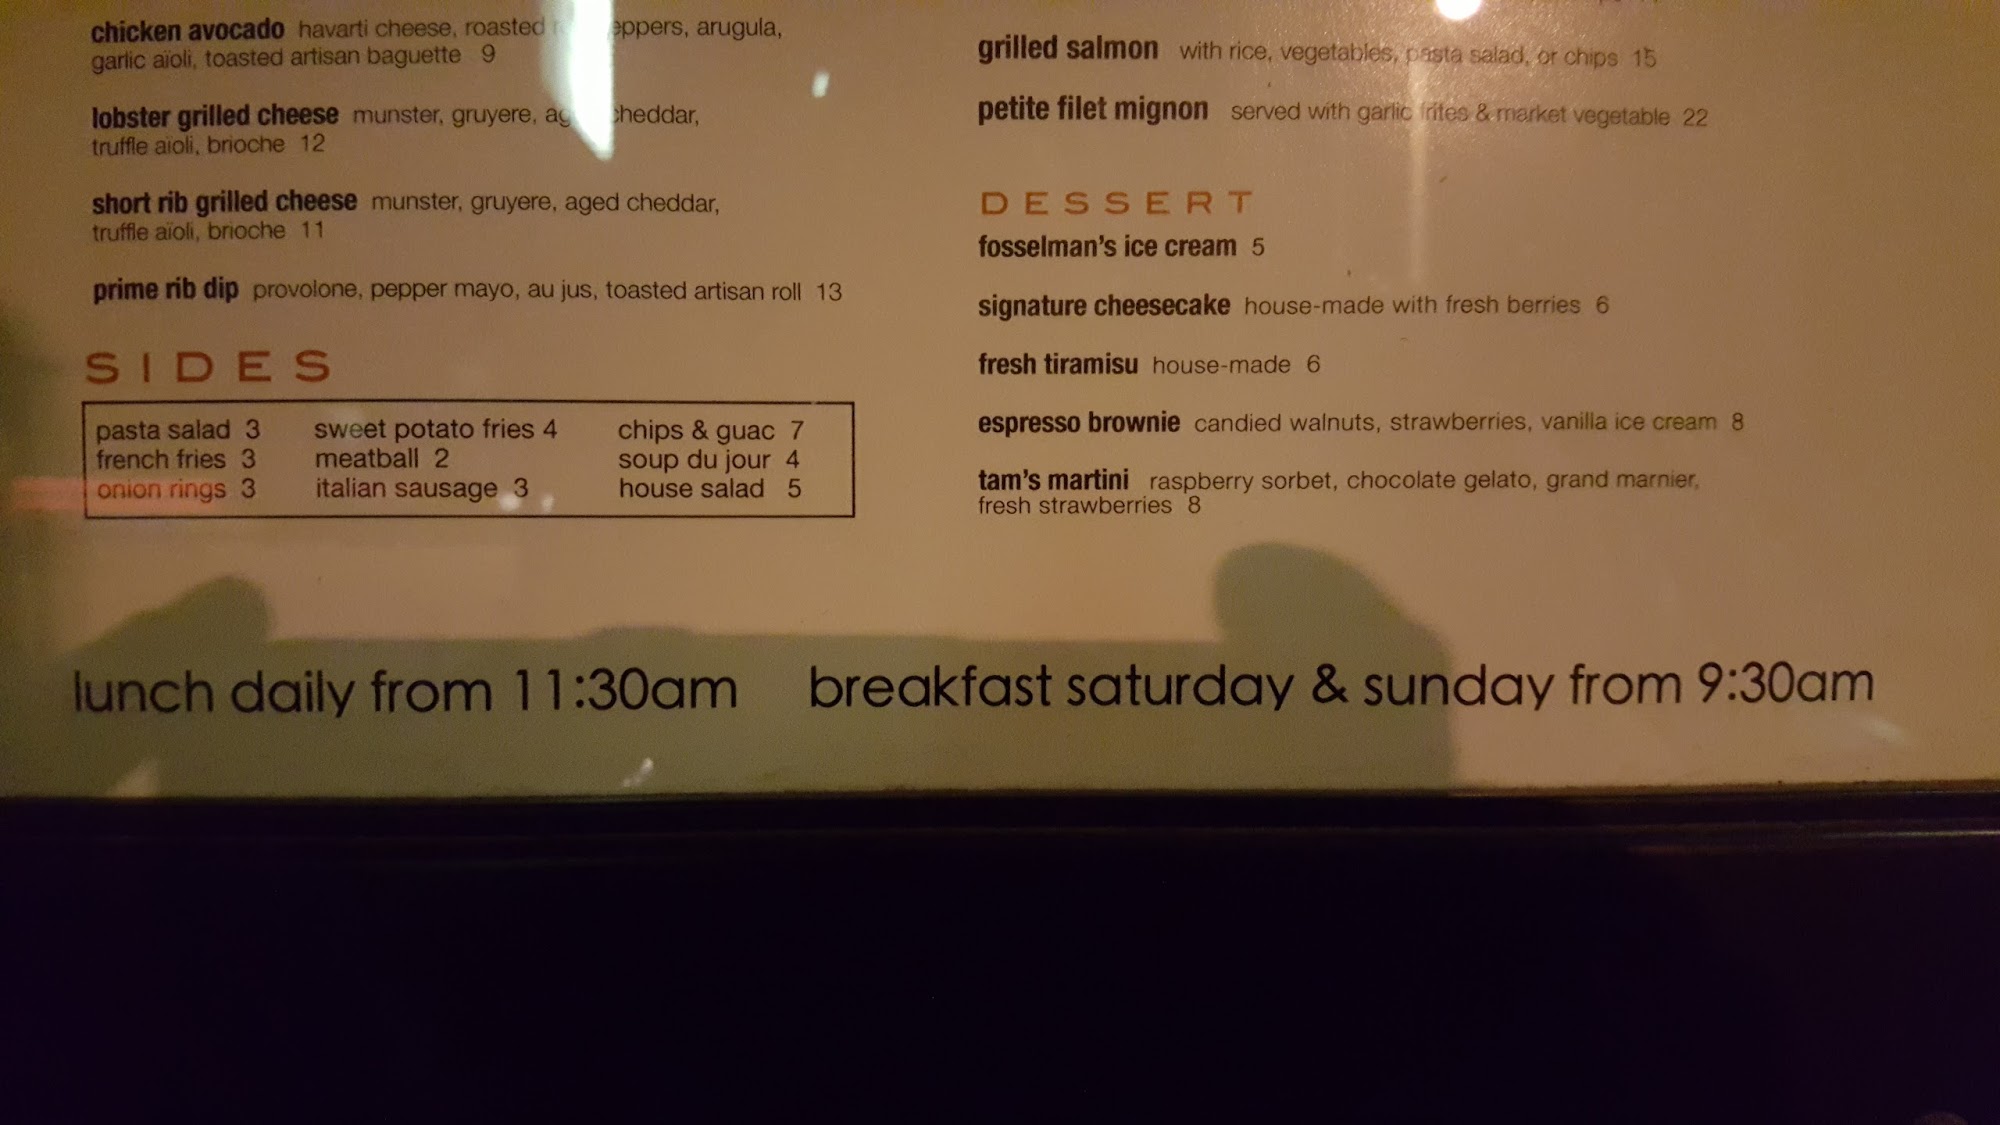 chicken avocado havarti cheese, roasted peppers, arugula,
garlic aïoli, toasted artisan baguette 9
lobster grilled cheese munster, gruyere, cheddar,
truffle aïoli, brioche 12
short rib grilled cheese munster, gruyere, aged cheddar,
truffle aïoli, brioche 11
prime rib dip provolone, pepper mayo, au jus, toasted artisan roll 13
SIDES
pasta salad 3 sweet potato fries 4 chips & guac 7
french fries 3 meatball 2 soup du jour 4
onion rings 3 italian sausage 3 house salad 5
grilled salmon with rice, vegetables, pasta salad, or chips 15
petite filet mignon served with garlic frites & market vegetable 22
DESSERT
fosselman's ice cream 5
signature cheesecake house-made with fresh berries 6
fresh tiramisu house-made 6
espresso brownie candied walnuts, strawberries, vanilla ice cream 8
tam's martini raspberry sorbet, chocolate gelato, grand marnier,
fresh strawberries 8
lunch daily from 11:30am breakfast saturday & sunday from 9:30am